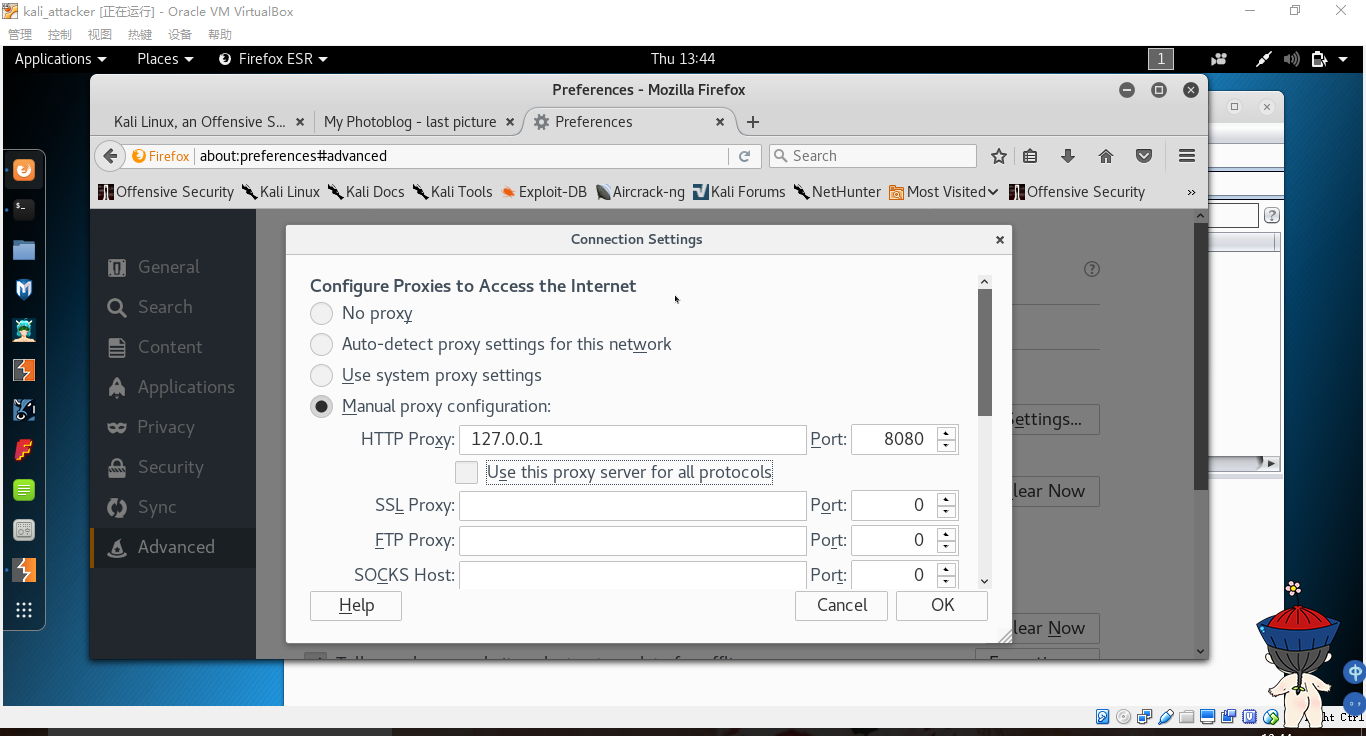 kali_attacker [正在运行] - Oracle VM VirtualBox
管理 控制 视图 热键 设备 帮助
Applications Places Firefox ESR Thu 13:44 1
Preferences - Mozilla Firefox
Kali Linux, an Offensive S... My Photoblog - last picture Preferences
Firefox about:preferences#advanced Search
Offensive Security Kali Linux Kali Docs Kali Tools Exploit-DB Aircrack-ng Kali Forums NetHunter Most Visited Offensive Security »
Connection Settings
General
Search
Content
Applications
Privacy
Security
Sync
Advanced
Configure Proxies to Access the Internet
No proxy
Auto-detect proxy settings for this network
Use system proxy settings
Manual proxy configuration:
HTTP Proxy: 127.0.0.1 Port: 8080
Use this proxy server for all protocols
SSL Proxy: Port: 0
FTP Proxy: Port: 0
SOCKS Host: Port: 0
Help Cancel OK
ettings...
lear Now
lear Now
Ctrl